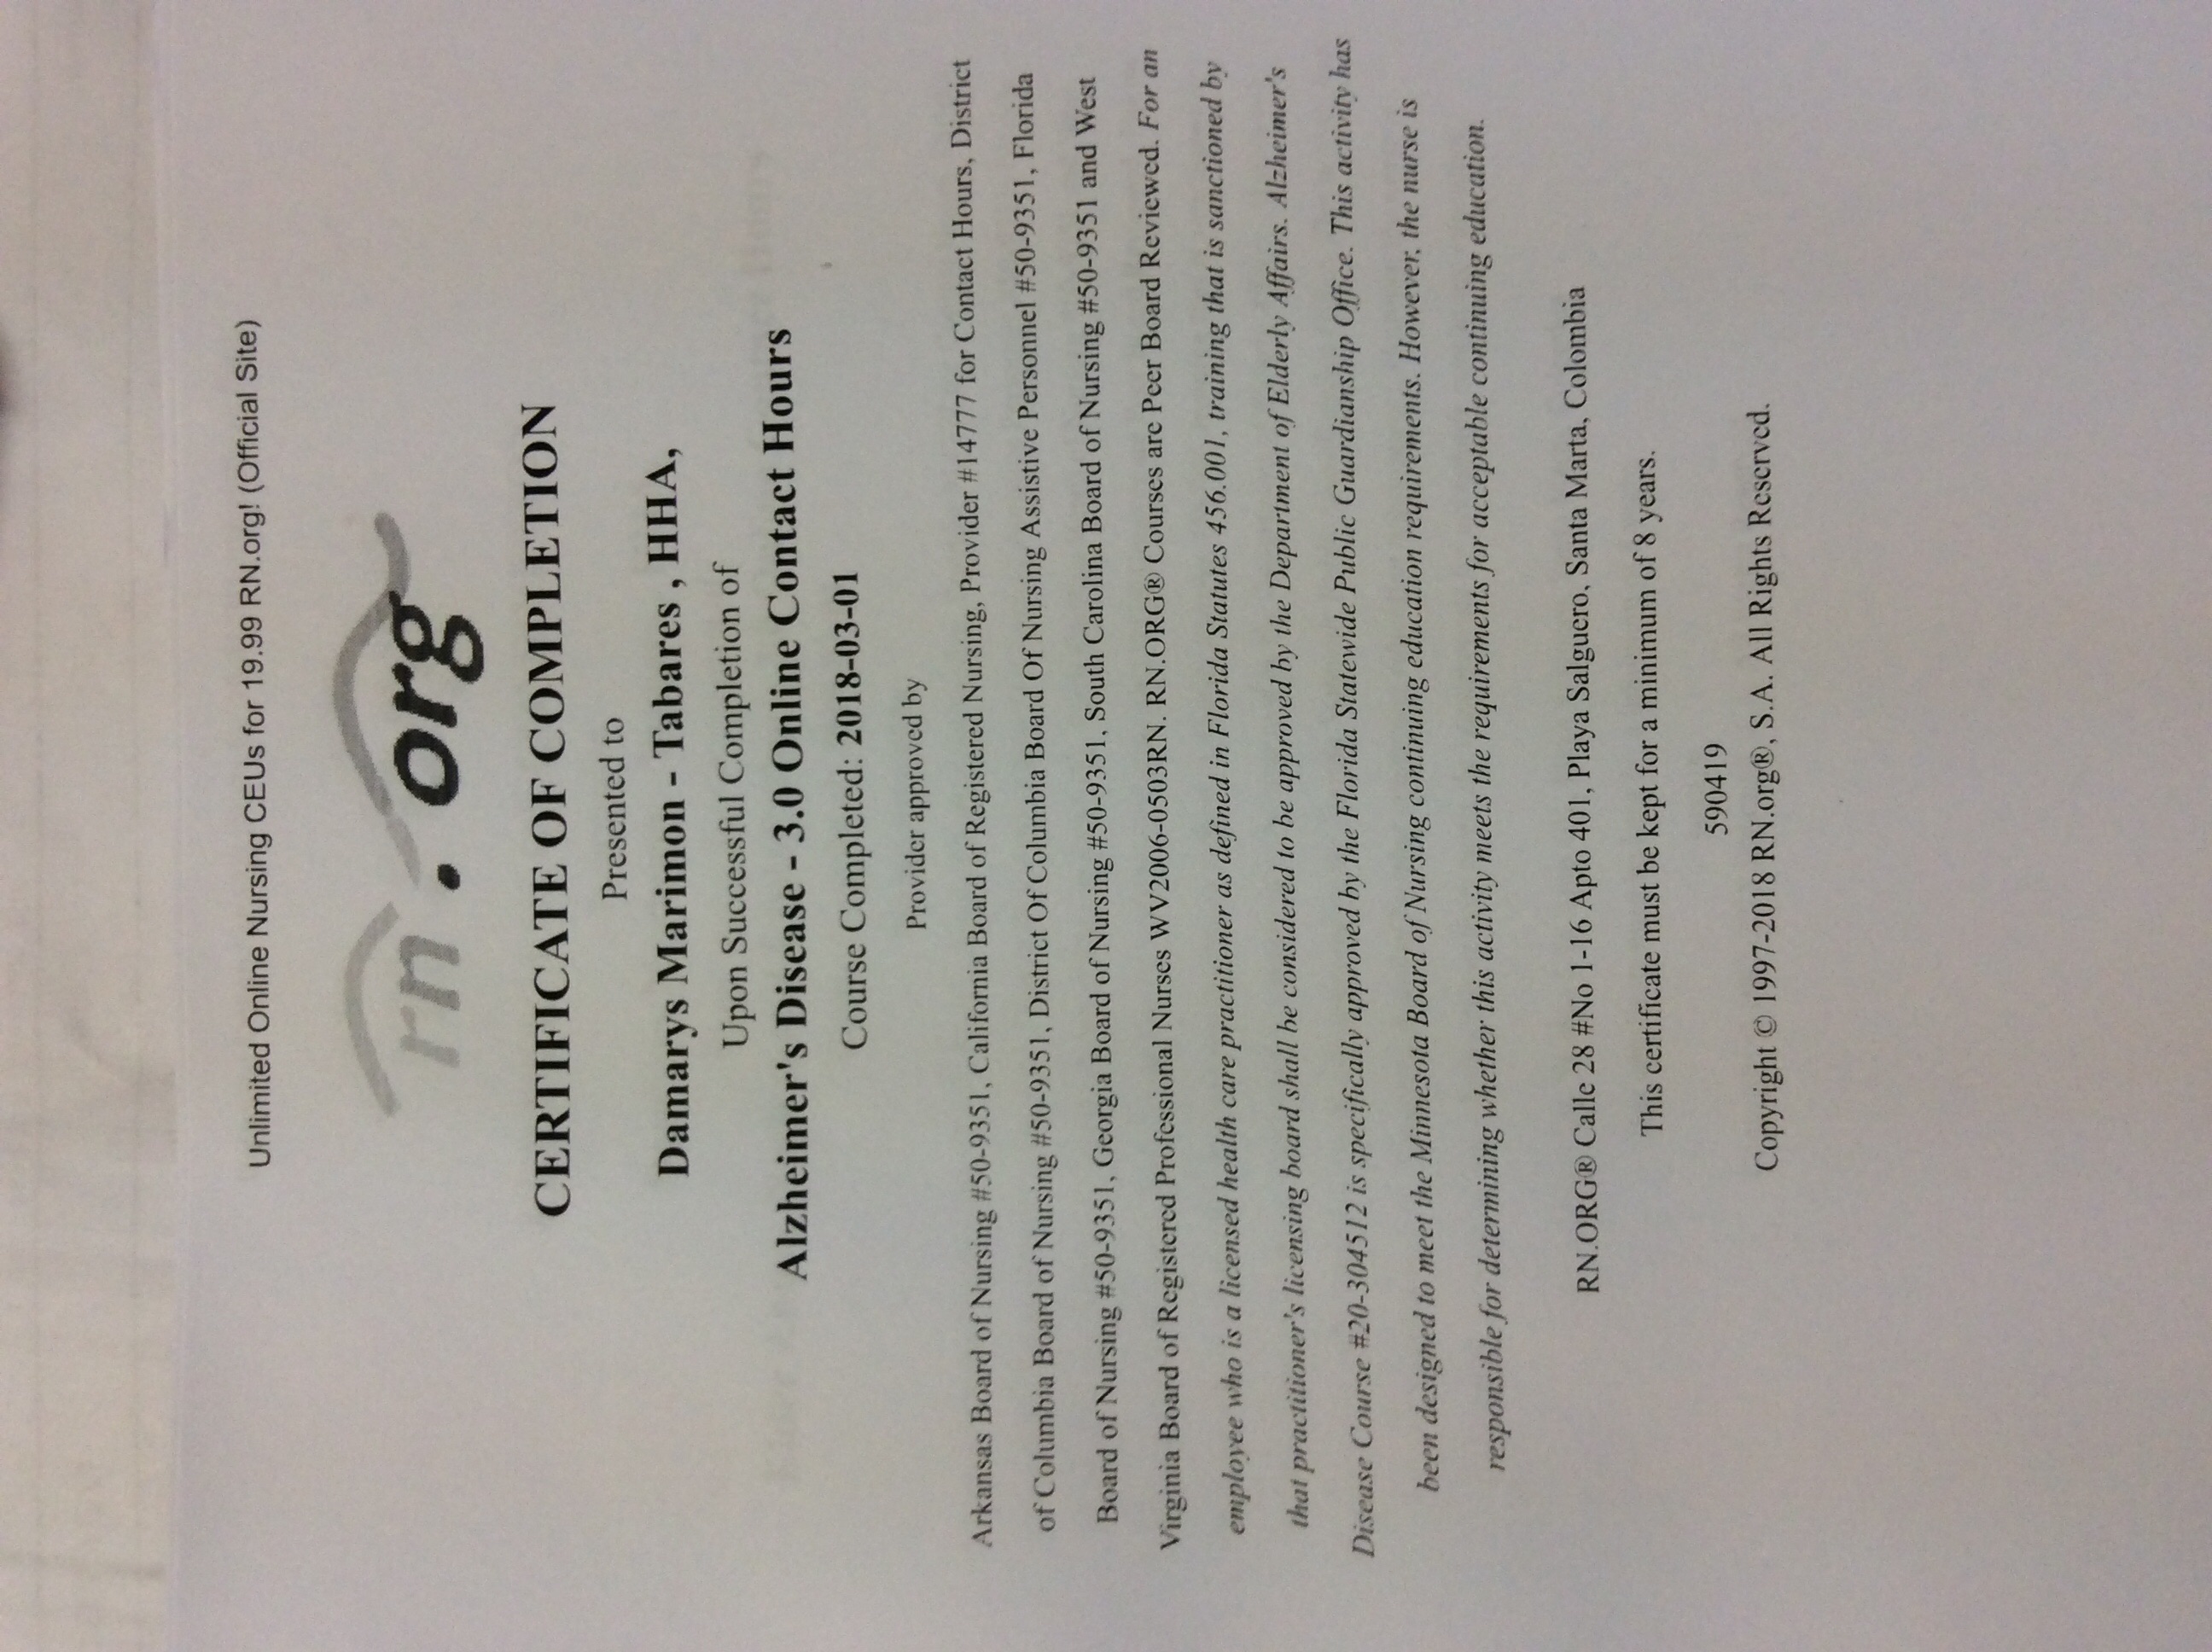 Unlimited Online Nursing CEUs for 19.99 RN.org! (Official Site)
rn.org
CERTIFICATE OF COMPLETION
Presented to
Damarys Marimon - Tabares , HHA,
Upon Successful Completion of
Alzheimer's Disease - 3.0 Online Contact Hours
Course Completed: 2018-03-01
Provider approved by
Arkansas Board of Nursing #50-9351, California Board of Registered Nursing, Provider #14777 for Contact Hours, District
of Columbia Board of Nursing #50-9351, District Of Columbia Board Of Nursing Assistive Personnel #50-9351, Florida
Board of Nursing #50-9351, Georgia Board of Nursing #50-9351, South Carolina Board of Nursing #50-9351 and West
Virginia Board of Registered Professional Nurses WV2006-0503RN. RN.ORG® Courses are Peer Board Reviewed. For an
employee who is a licensed health care practitioner as defined in Florida Statutes 456.001, training that is sanctioned by
that practitioner's licensing board shall be considered to be approved by the Department of Elderly Affairs. Alzheimer's
Disease Course #20-304512 is specifically approved by the Florida Statewide Public Guardianship Office. This activity has
been designed to meet the Minnesota Board of Nursing continuing education requirements. However, the nurse is
responsible for determining whether this activity meets the requirements for acceptable continuing education.
RN.ORG® Calle 28 #No 1-16 Apto 401, Playa Salguero, Santa Marta, Colombia
This certificate must be kept for a minimum of 8 years.
590419
Copyright © 1997-2018 RN.org®, S.A. All Rights Reserved.